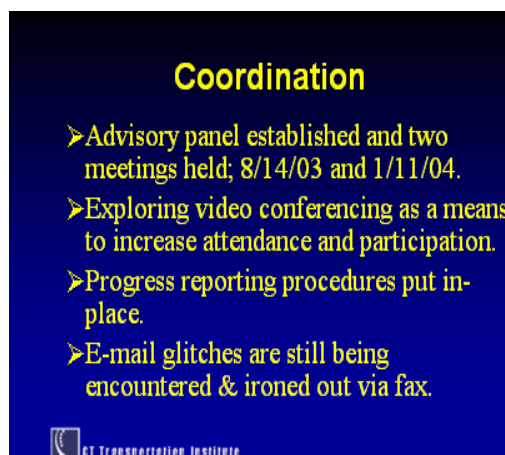 Coordination
➢Advisory panel established and two
meetings held; 8/14/03 and 1/11/04.
➢Exploring video conferencing as a means
to increase attendance and participation.
➢Progress reporting procedures put in-
place.
➢E-mail glitches are still being
encountered & ironed out via fax.
CT Transportation Institute